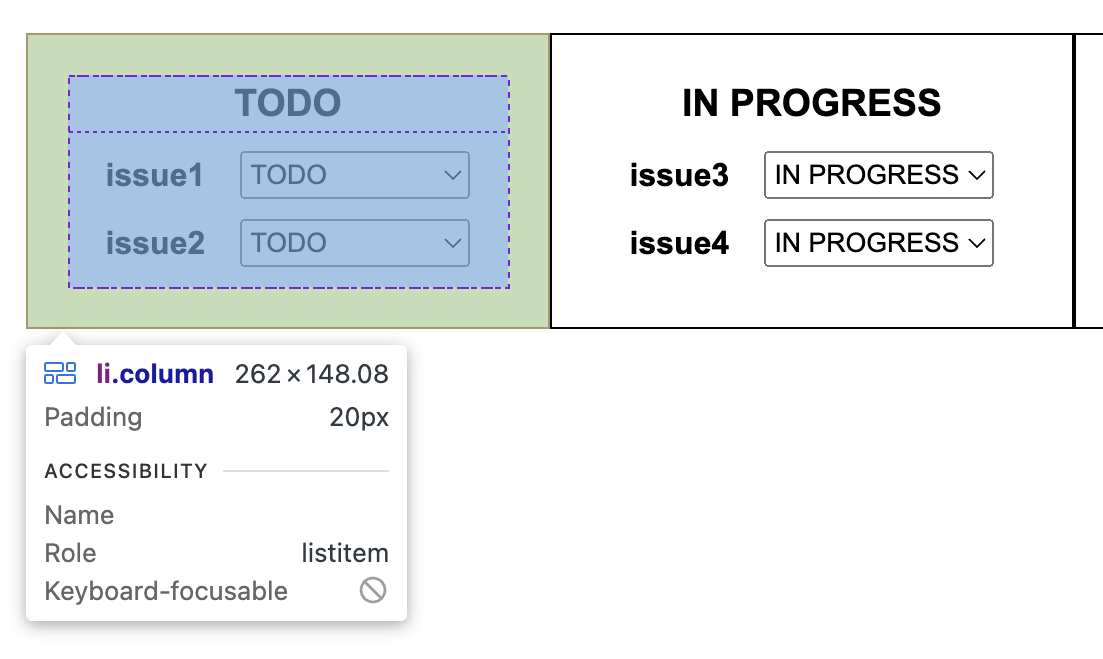 TODO
issue1 TODO
issue2 TODO
IN PROGRESS
issue3 IN PROGRESS
issue4 IN PROGRESS
li.column 262 × 148.08
Padding 20px
ACCESSIBILITY
Name
Role listitem
Keyboard-focusable